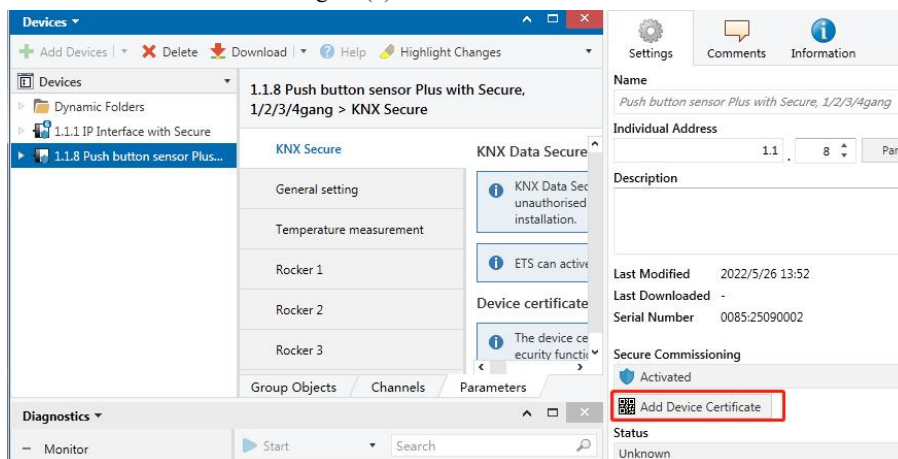 Devices
Add Devices Delete Download Help Highlight Changes
Devices
Dynamic Folders
1.1.1 IP Interface with Secure
1.1.8 Push button sensor Plus...
1.1.8 Push button sensor Plus with Secure,
1/2/3/4gang > KNX Secure
KNX Secure
General setting
Temperature measurement
Rocker 1
Rocker 2
Rocker 3
KNX Data Secure
KNX Data Sec
unauthorised
installation.
ETS can active
Device certificate
The device ce
ecurity functio
Group Objects Channels Parameters
Diagnostics
Monitor
Start Search
Settings Comments Information
Name
Push button sensor Plus with Secure, 1/2/3/4gang
Individual Address
1.1 . 8 Par
Description
Last Modified 2022/5/26 13:52
Last Downloaded -
Serial Number 0085:25090002
Secure Commissioning
Activated
Add Device Certificate
Status
Unknown